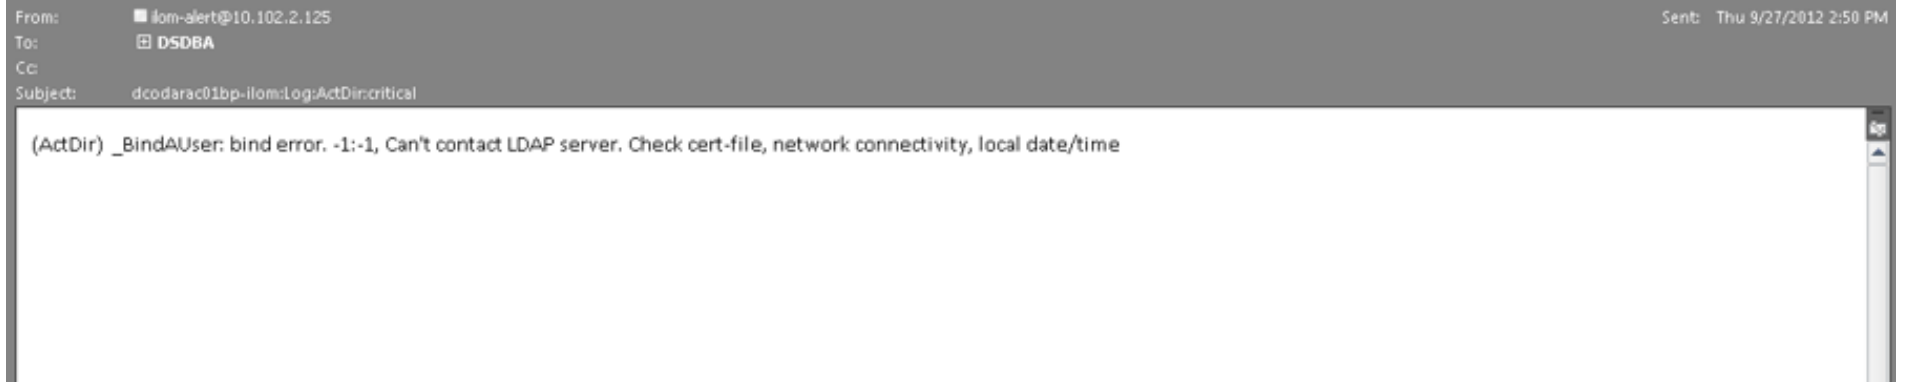 From: ilom-alert@10.102.2.125 Sent: Thu 9/27/2012 2:50 PM
To: DSDBA
Cc:
Subject: dcodarac01bp-ilom:Log:ActDir:critical
(ActDir) _BindAUser: bind error. -1:-1, Can't contact LDAP server. Check cert-file, network connectivity, local date/time